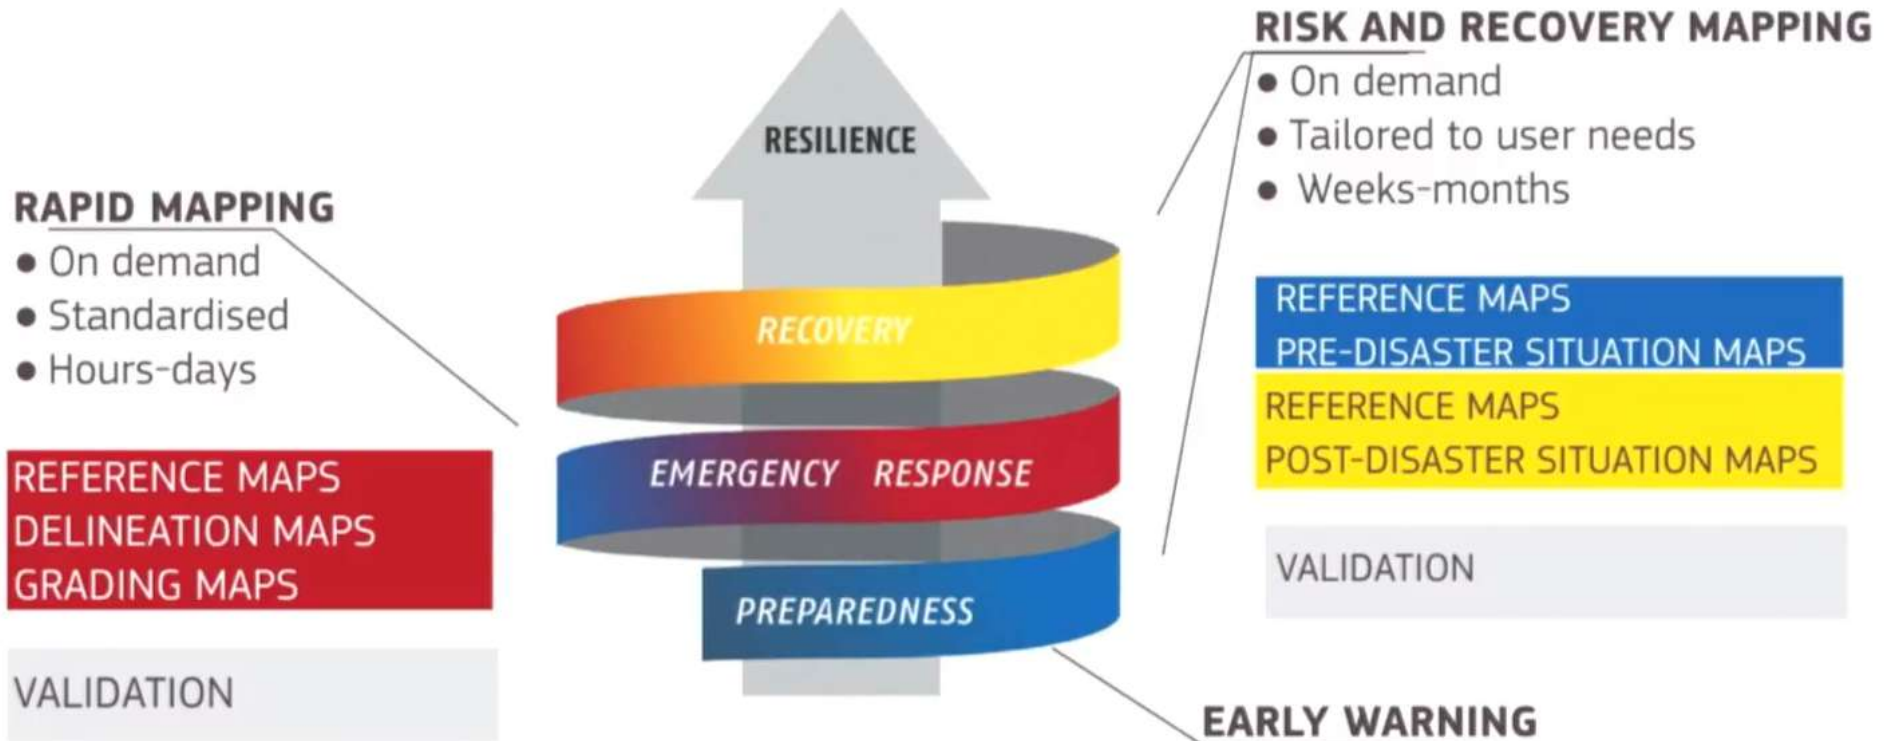 RISK AND RECOVERY MAPPING
● On demand
● Tailored to user needs
● Weeks-months
RESILIENCE
RAPID MAPPING
● On demand
● Standardised
● Hours-days
REFERENCE MAPS
PRE-DISASTER SITUATION MAPS
REFERENCE MAPS
POST-DISASTER SITUATION MAPS
VALIDATION
RECOVERY
EMERGENCY RESPONSE
PREPAREDNESS
REFERENCE MAPS
DELINEATION MAPS
GRADING MAPS
VALIDATION
EARLY WARNING